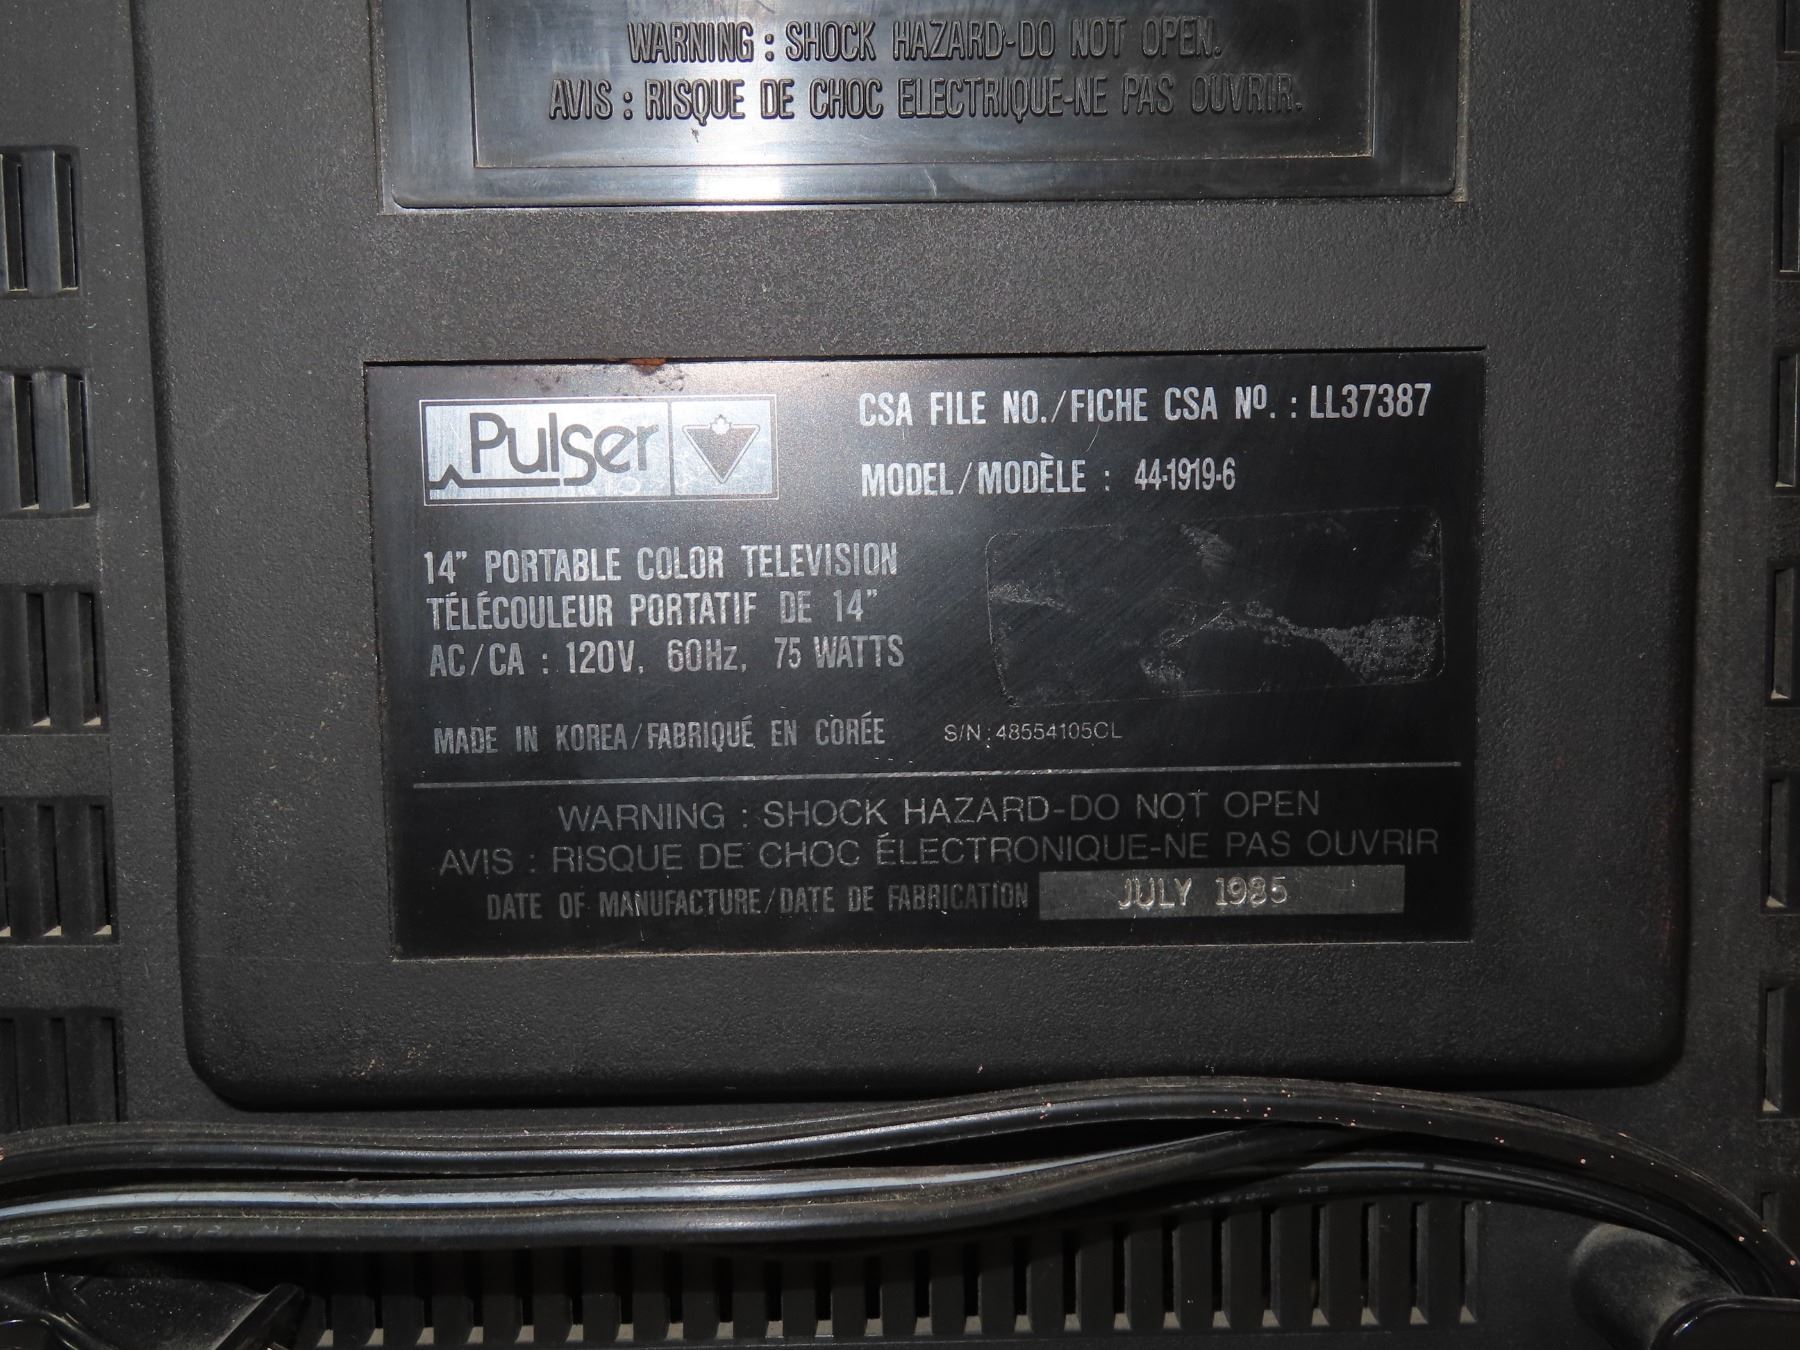 WARNING : SHOCK HAZARD-DO NOT OPEN.
AVIS : RISQUE DE CHOC ELECTRIQUE-NE PAS OUVRIR.
Pulser
CSA FILE NO./FICHE CSA Nº. : LL37387
MODEL/MODÈLE : 44-1919-6
14" PORTABLE COLOR TELEVISION
TÉLÉCOULEUR PORTATIF DE 14"
AC/CA : 120V, 60Hz, 75 WATTS
MADE IN KOREA/FABRIQUÉ EN CORÉE
S/N:48554105CL
WARNING : SHOCK HAZARD-DO NOT OPEN
AVIS : RISQUE DE CHOC ÉLECTRONIQUE-NE PAS OUVRIR
DATE OF MANUFACTURE/DATE DE FABRICATION JULY 1985